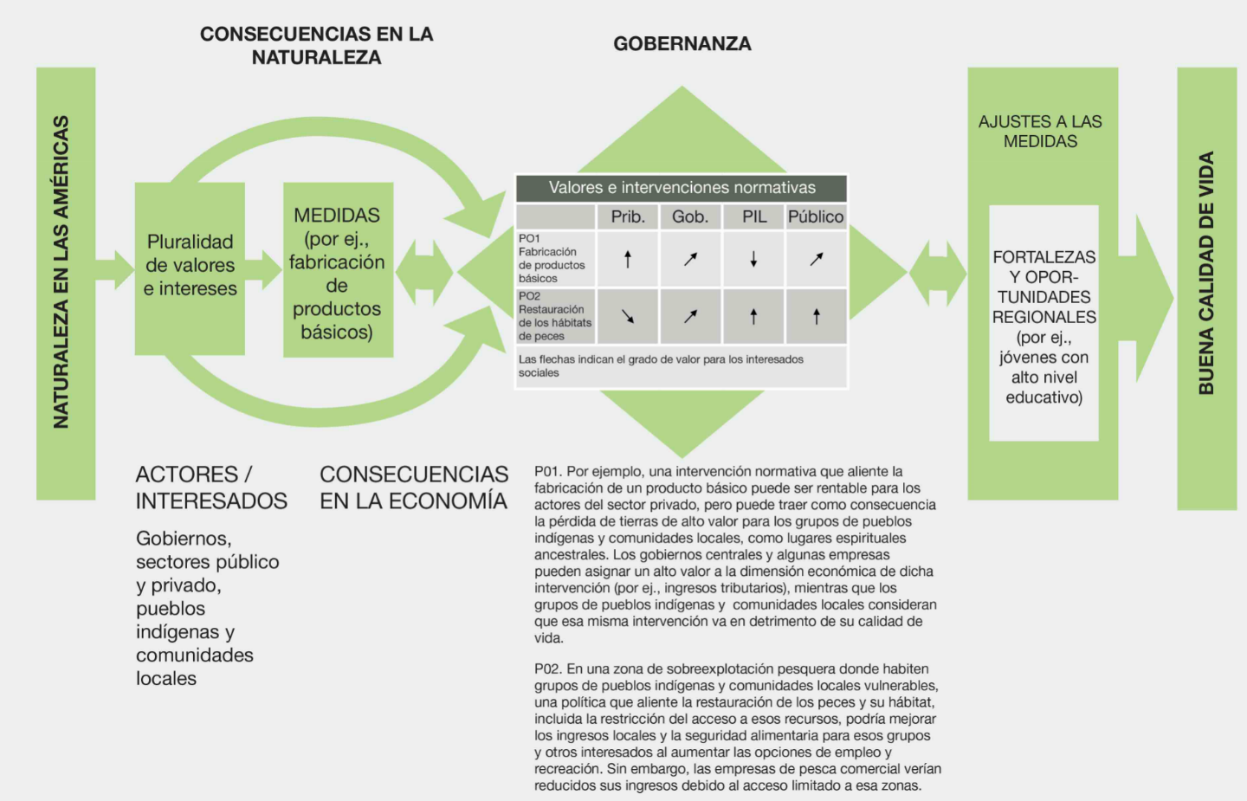 CONSECUENCIAS EN LA
NATURALEZA
GOBERNANZA
NATURALEZA EN LAS AMÉRICAS
Pluralidad
de valores
e intereses
MEDIDAS
(por ej.,
fabricación
de
productos
básicos)
Valores e intervenciones normativas
Prib. Gob. PIL Público
PO1
Fabricación
de productos
básicos
↑ ↗ ↓ ↗
PO2
Restauración
de los hábitats
de peces
↘ ↗ ↑ ↑
Las flechas indican el grado de valor para los interesados
sociales
AJUSTES A LAS
MEDIDAS
FORTALEZAS
Y OPOR-
TUNIDADES
REGIONALES
(por ej.,
jóvenes con
alto nivel
educativo)
BUENA CALIDAD DE VIDA
ACTORES /
INTERESADOS
Gobiernos,
sectores público
y privado,
pueblos
indígenas y
comunidades
locales
CONSECUENCIAS
EN LA ECONOMÍA
P01. Por ejemplo, una intervención normativa que aliente la
fabricación de un producto básico puede ser rentable para los
actores del sector privado, pero puede traer como consecuencia
la pérdida de tierras de alto valor para los grupos de pueblos
indígenas y comunidades locales, como lugares espirituales
ancestrales. Los gobiernos centrales y algunas empresas
pueden asignar un alto valor a la dimensión económica de dicha
intervención (por ej., ingresos tributarios), mientras que los
grupos de pueblos indígenas y comunidades locales consideran
que esa misma intervención va en detrimento de su calidad de
vida.
P02. En una zona de sobreexplotación pesquera donde habiten
grupos de pueblos indígenas y comunidades locales vulnerables,
una política que aliente la restauración de los peces y su hábitat,
incluida la restricción del acceso a esos recursos, podría mejorar
los ingresos locales y la seguridad alimentaria para esos grupos
y otros interesados al aumentar las opciones de empleo y
recreación. Sin embargo, las empresas de pesca comercial verían
reducidos sus ingresos debido al acceso limitado a esa zonas.